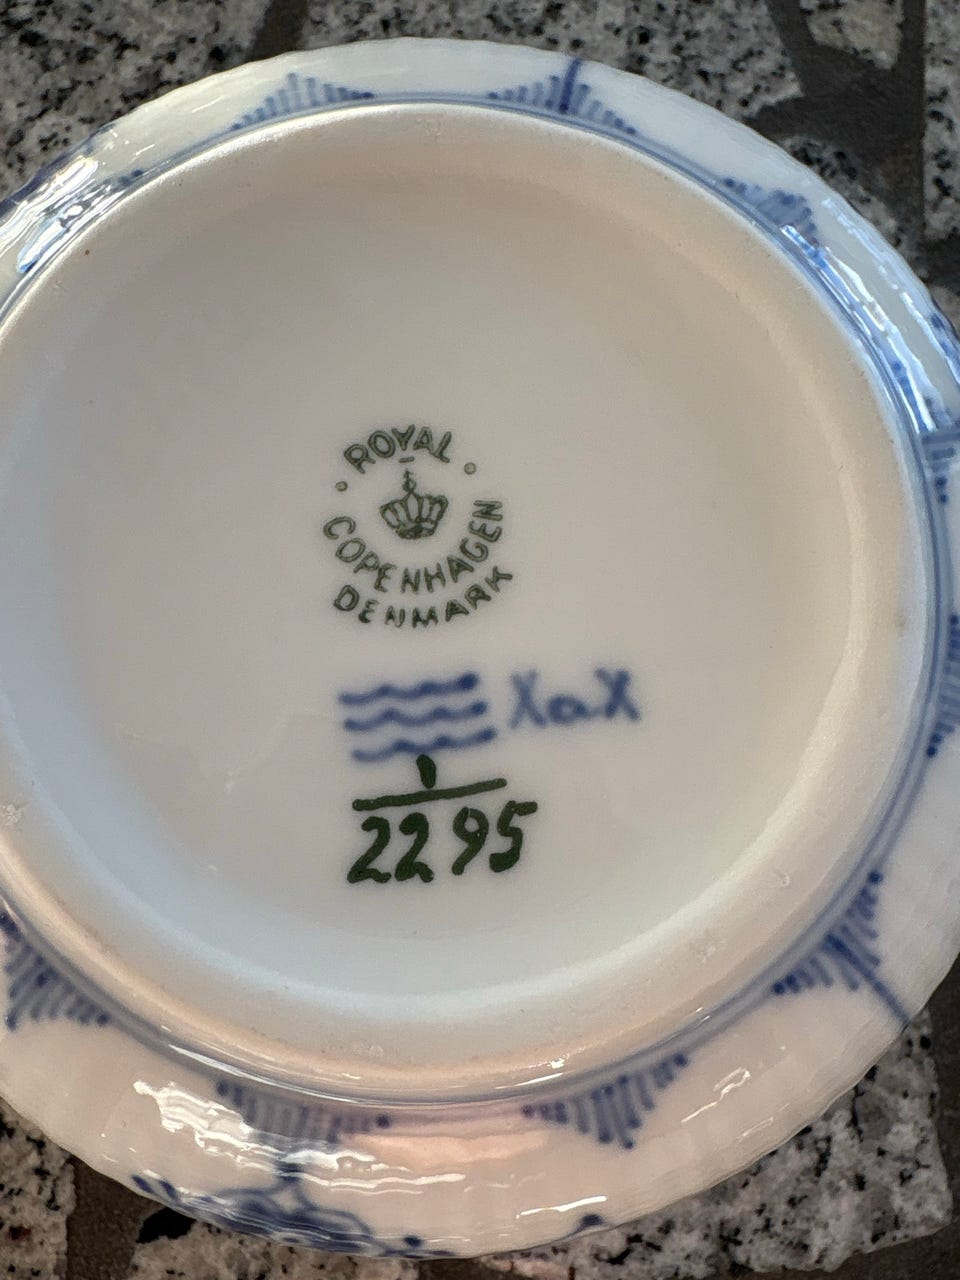 ROYAL
COPENHAGEN
DENMARK
XaX
1
2295